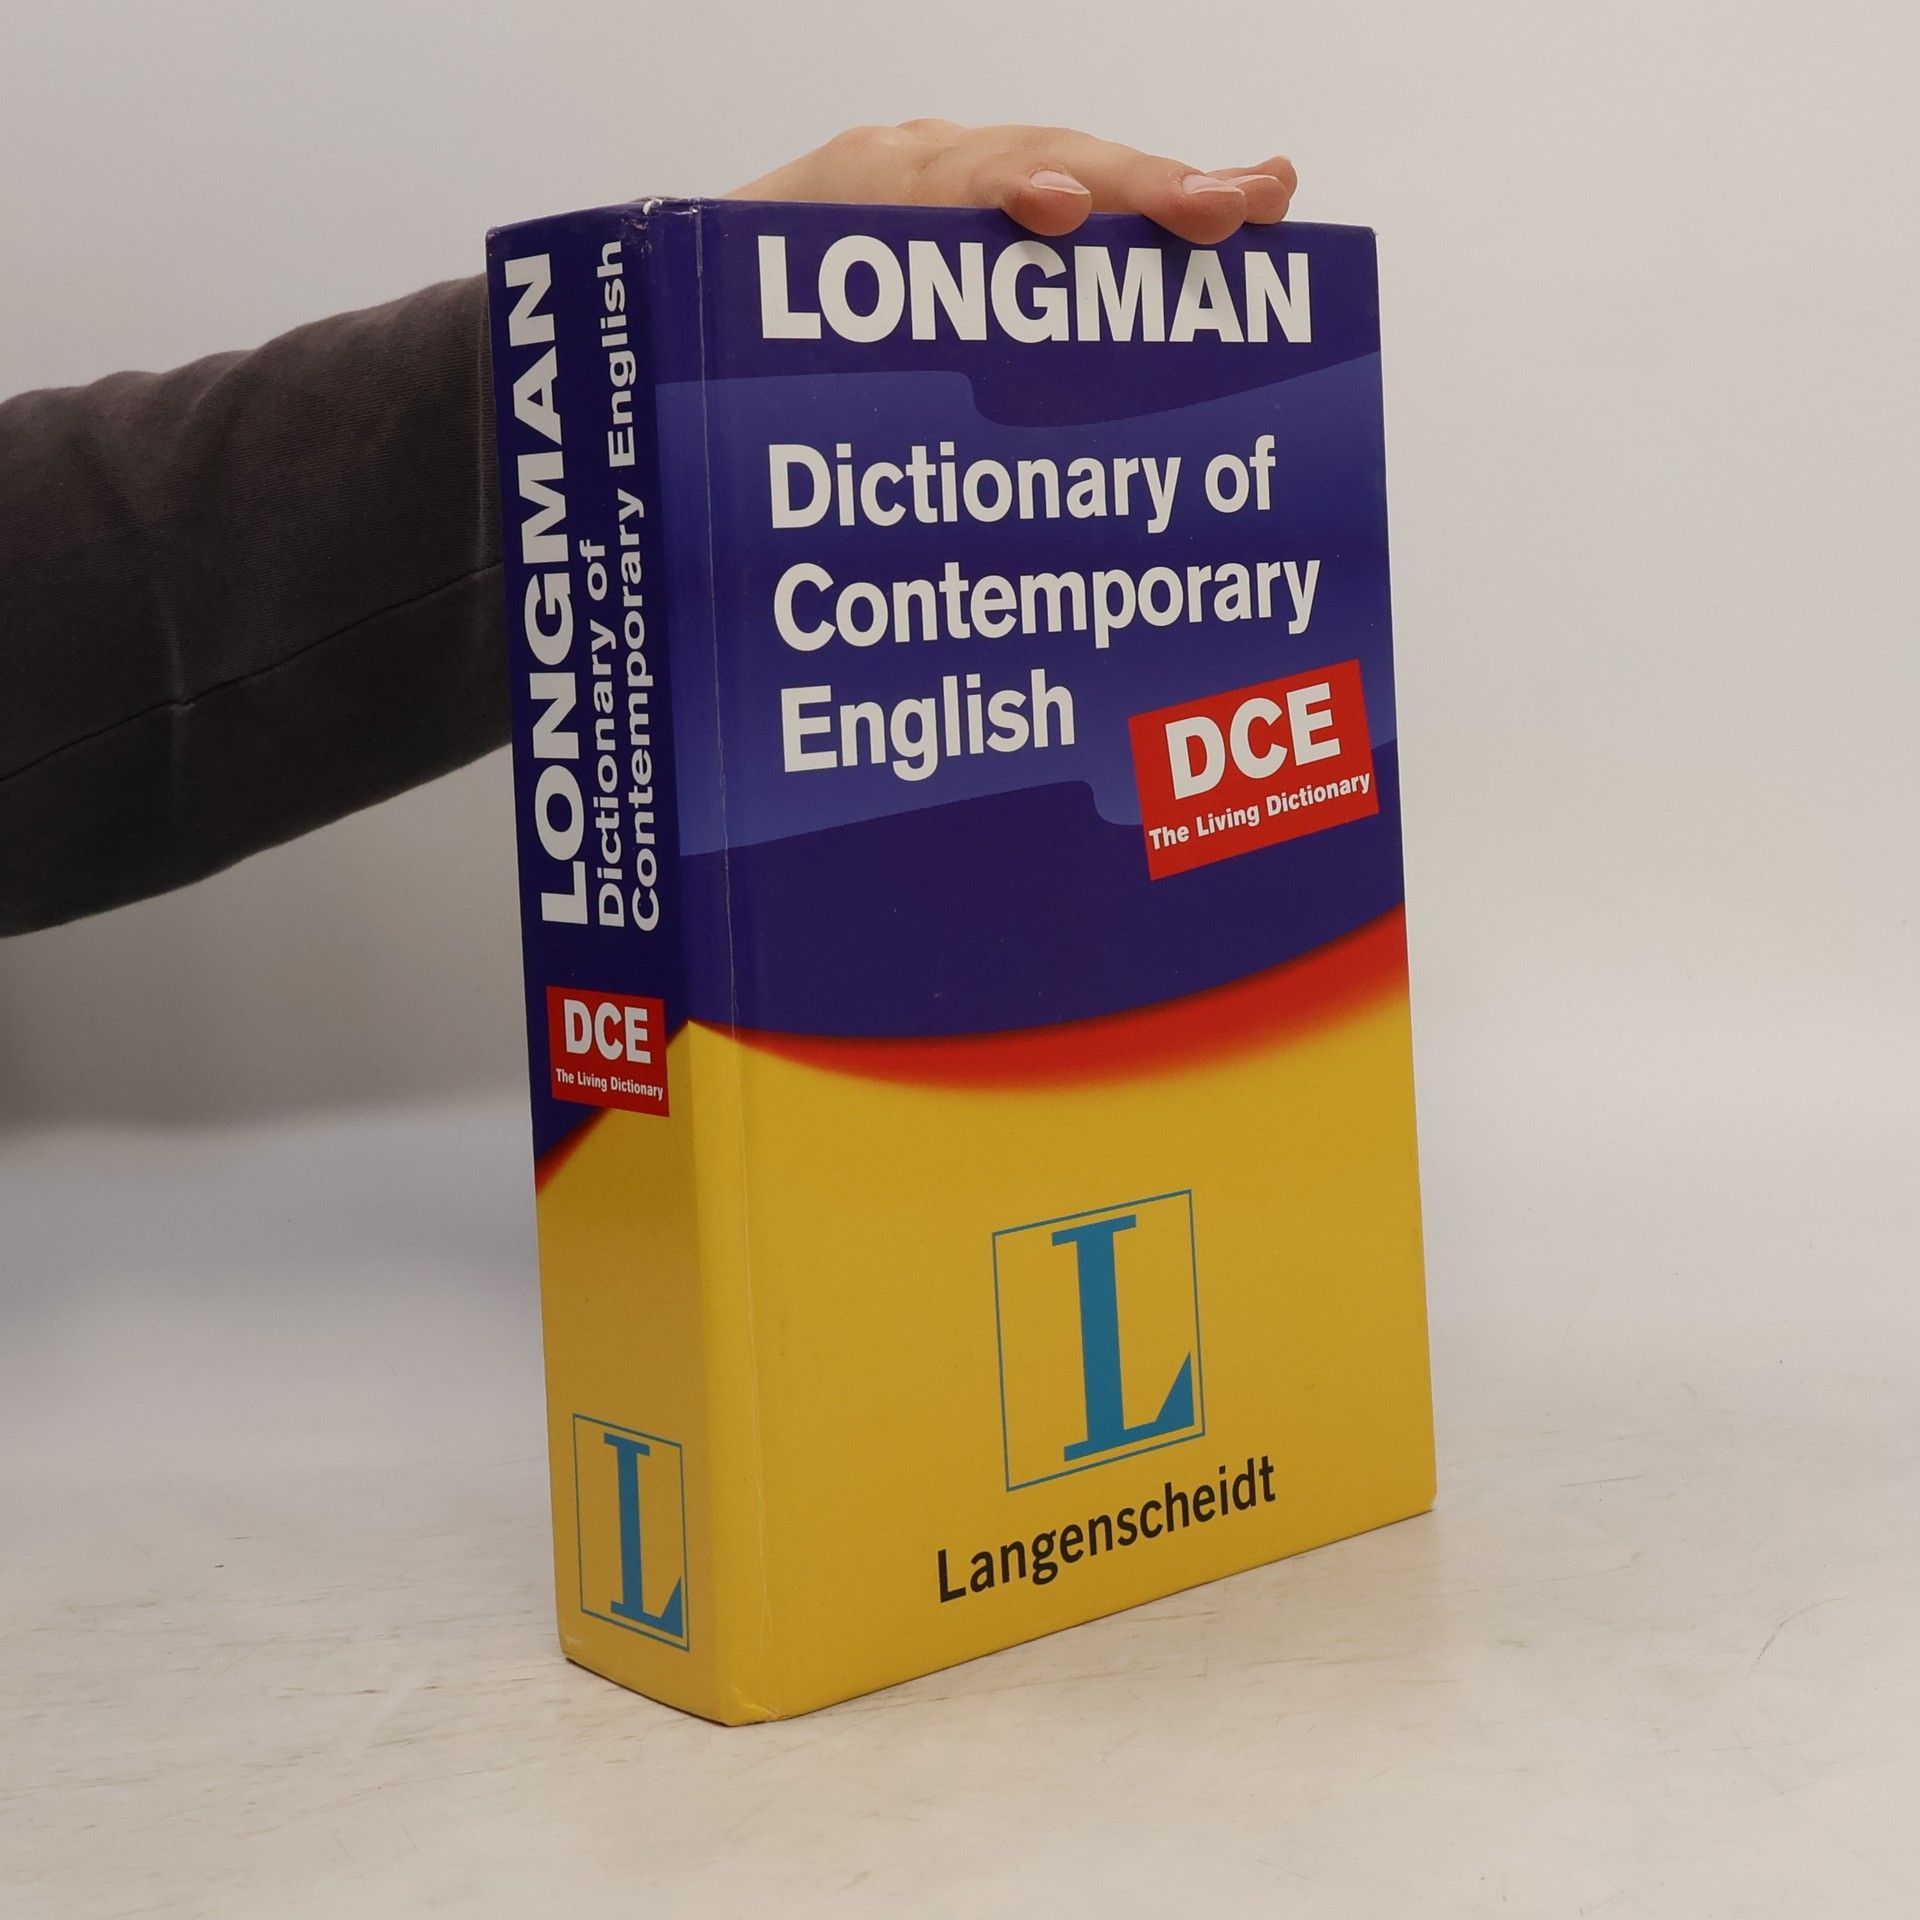 LONGMAN
Dictionary of
Contemporary English
DCE
The Living Dictionary
L
LONGMAN
Dictionary of
Contemporary
English
DCE
The Living Dictionary
L
Langenscheidt